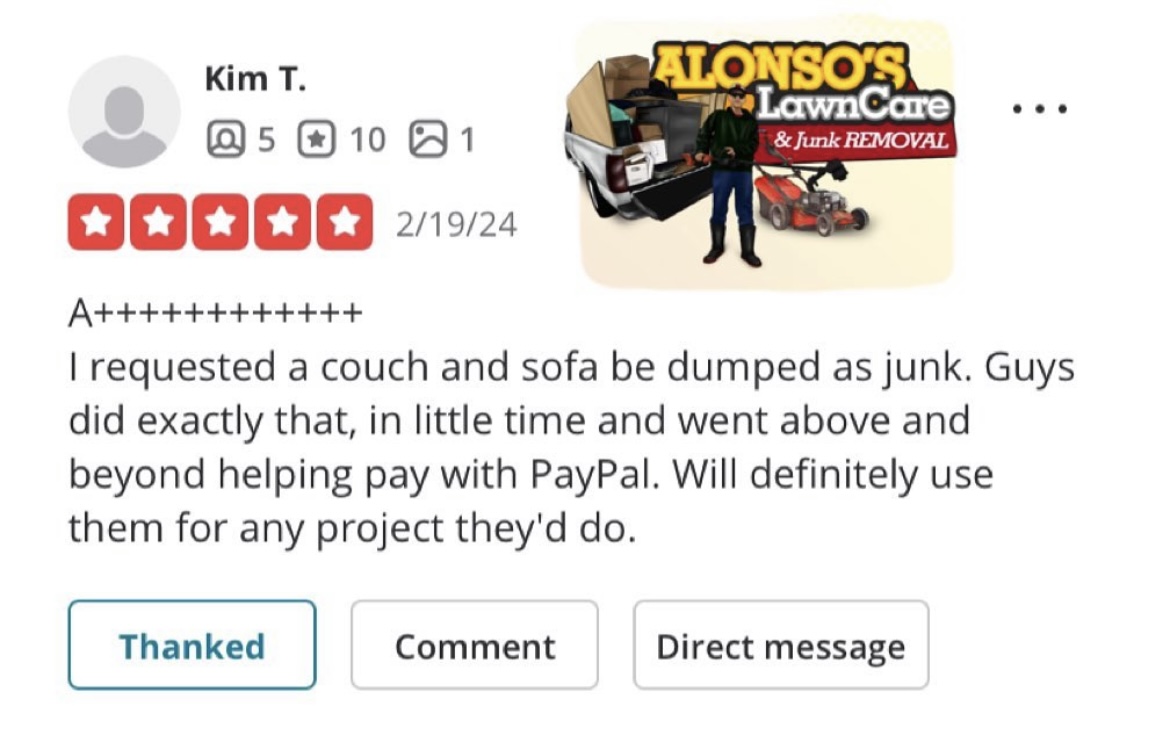 Kim T.
5 10 1
2/19/24
ALONSO'S
LawnCare
& Junk REMOVAL
A++++++++++++
I requested a couch and sofa be dumped as junk. Guys
did exactly that, in little time and went above and
beyond helping pay with PayPal. Will definitely use
them for any project they'd do.
Thanked
Comment
Direct message